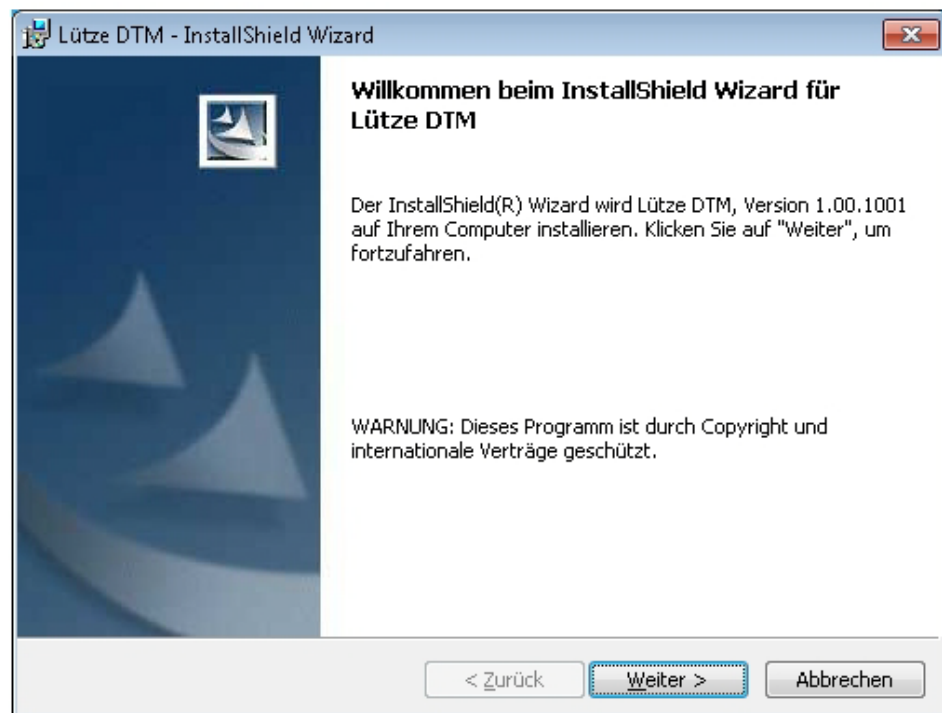 Lütze DTM - InstallShield Wizard
Willkommen beim InstallShield Wizard für
Lütze DTM
Der InstallShield(R) Wizard wird Lütze DTM, Version 1.00.1001
auf Ihrem Computer installieren. Klicken Sie auf "Weiter", um
fortzufahren.
WARNUNG: Dieses Programm ist durch Copyright und
internationale Verträge geschützt.
< Zurück
Weiter >
Abbrechen